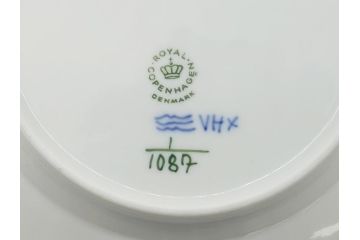 ROYAL
COPENHAGEN
DENMARK
VHX
1
1087